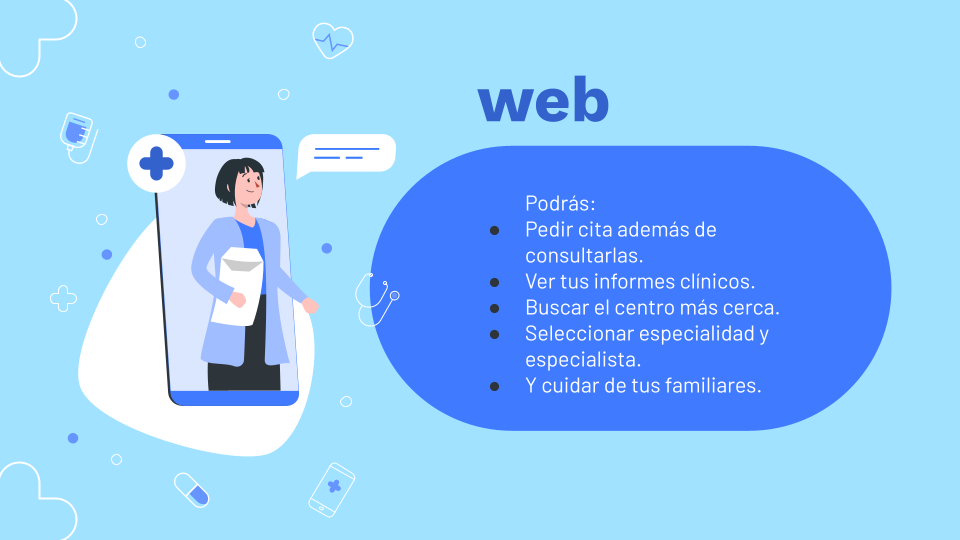 web
Podrás:
● Pedir cita además de
consultarlas.
● Ver tus informes clínicos.
● Buscar el centro más cerca.
● Seleccionar especialidad y
especialista.
● Y cuidar de tus familiares.